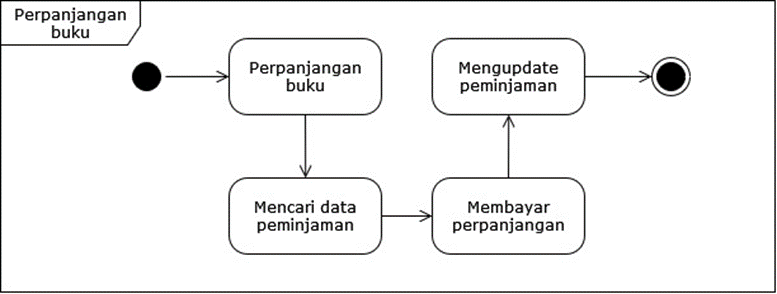 Perpanjangan
buku
Perpanjangan
buku
Mencari data
peminjaman
Membayar
perpanjangan
Mengupdate
peminjaman